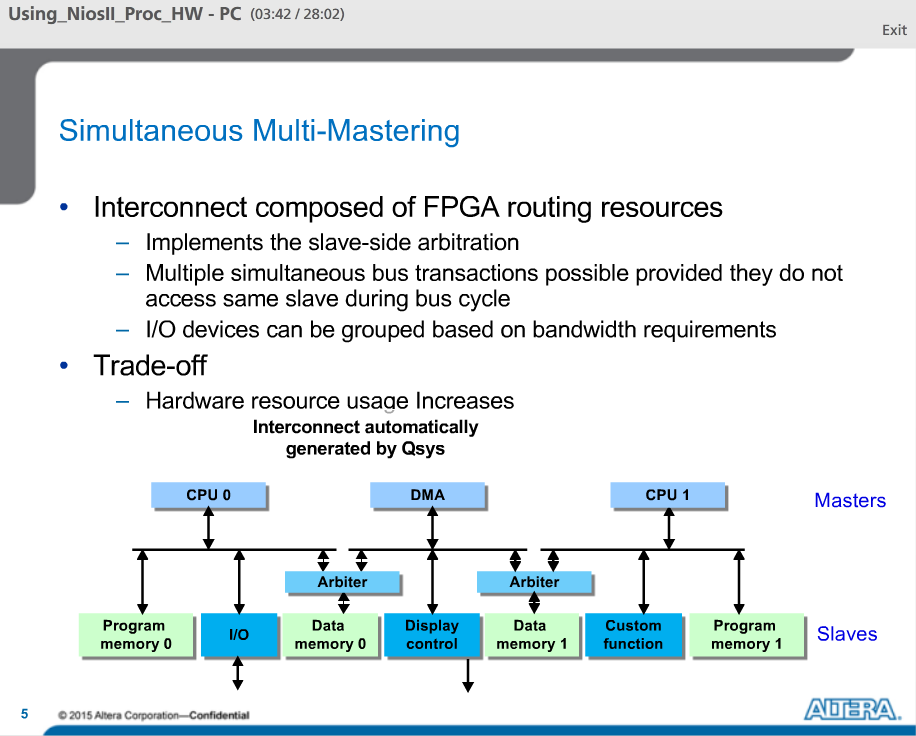 Using_NiosII_Proc_HW - PC (03:42 / 28:02)
Exit
Simultaneous Multi-Mastering
• Interconnect composed of FPGA routing resources
– Implements the slave-side arbitration
– Multiple simultaneous bus transactions possible provided they do not
access same slave during bus cycle
– I/O devices can be grouped based on bandwidth requirements
• Trade-off
– Hardware resource usage Increases
Interconnect automatically
generated by Qsys
CPU 0
DMA
CPU 1
Masters
Arbiter
Arbiter
Program
memory 0
I/O
Data
memory 0
Display
control
Data
memory 1
Custom
function
Program
memory 1
Slaves
5
© 2015 Altera Corporation—Confidential
ALTERA.